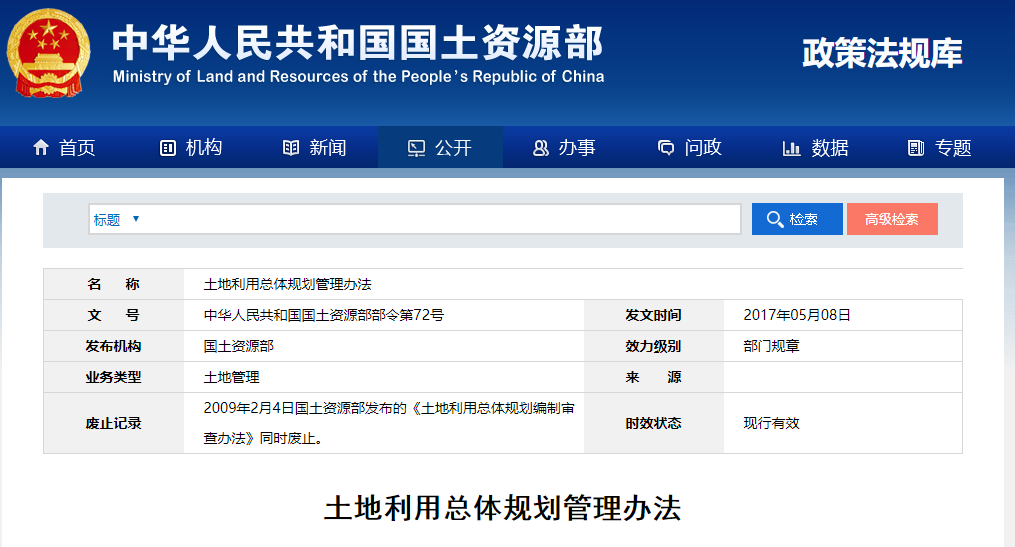 中华人民共和国国土资源部
Ministry of Land and Resources of the People's Republic of China
政策法规库
首页 机构 新闻 公开 办事 问政 数据 专题
标题 检索 高级检索
名 称 土地利用总体规划管理办法
文 号 中华人民共和国国土资源部部令第72号 发文时间 2017年05月08日
发布机构 国土资源部 效力级别 部门规章
业务类型 土地管理 来 源
废止记录 2009年2月4日国土资源部发布的《土地利用总体规划编制审
查办法》同时废止。 时效状态 现行有效
土地利用总体规划管理办法